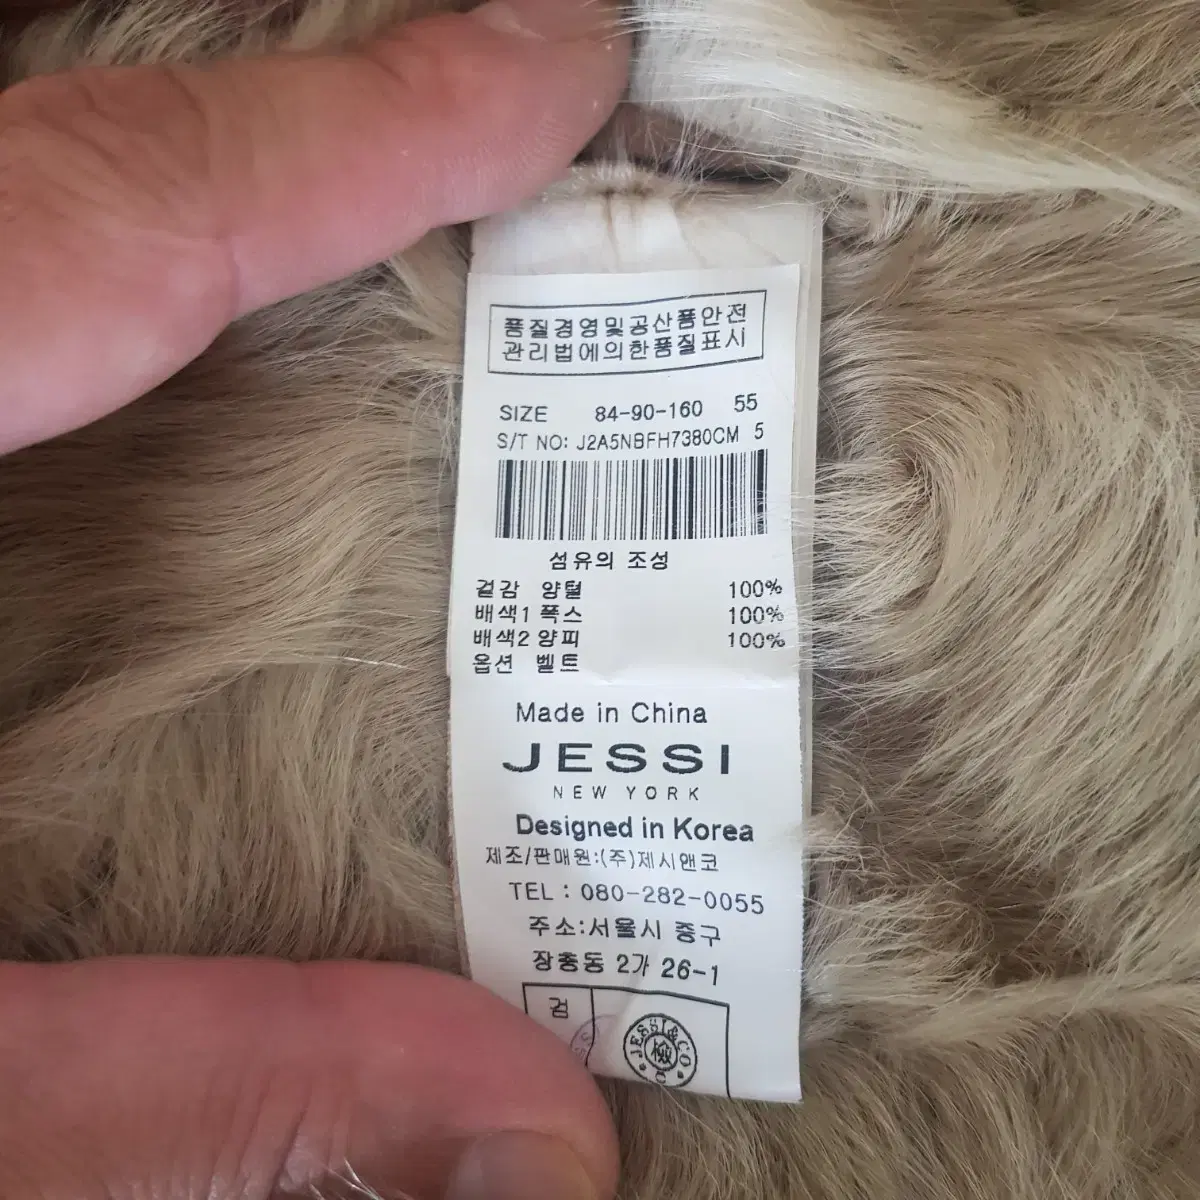 품질경영및공산품안전
관리법에의한품질표시
SIZE 84-90-160 55
S/T NO: J2A5NBFH7380CM 5
섬유의 조성
겉감 양털 100%
배색1 폭스 100%
배색2 양피 100%
옵션 벨트
Made in China
JESSI
NEW YORK
Designed in Korea
제조/판매원:(주)제시앤코
TEL : 080-282-0055
주소:서울시 중구
장충동 2가 26-1
검
JESSI&CO
檢